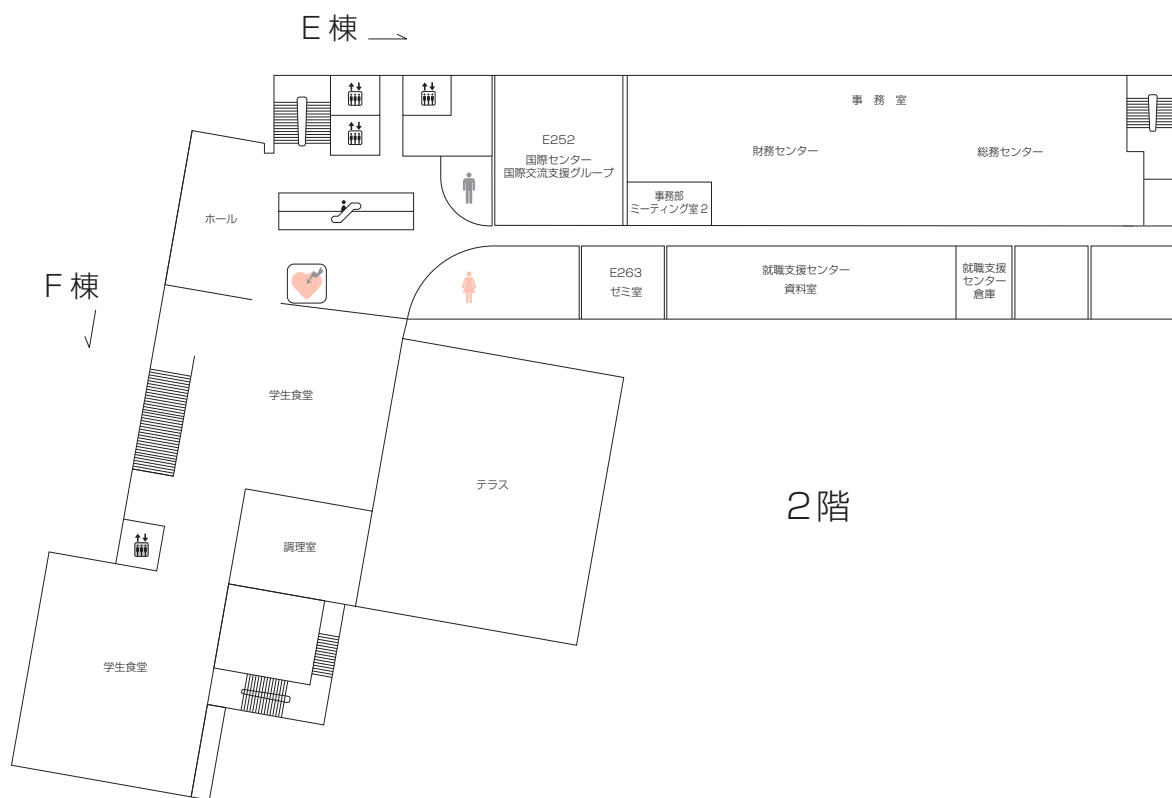 E棟
事 務 室
E252
国際センター
国際交流支援グループ
財務センター
総務センター
事務部
ミーティング室2
ホール
F棟
E263
ゼミ室
就職支援センター
資料室
就職支援
センター
倉庫
学生食堂
テラス
2階
調理室
学生食堂